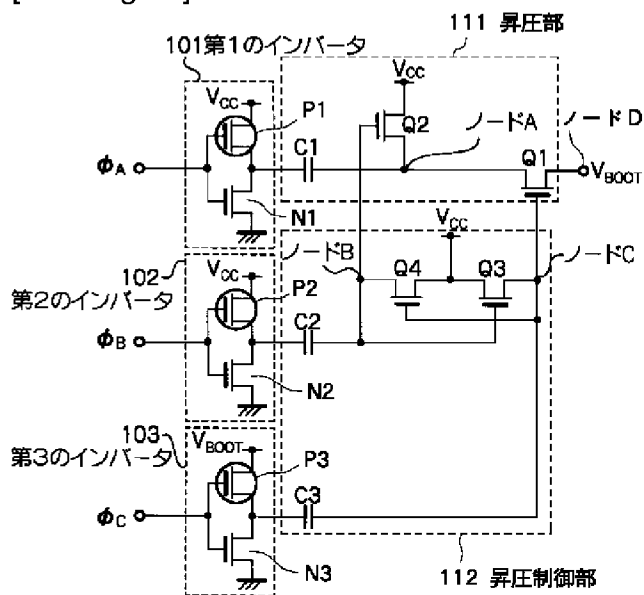 101第1のインバータ
111 昇圧部
VCC
P1
C1
VCC
Q2
ノードA
ノードD
Q1
ΦA
VBOOT
N1
102
第2のインバータ
VCC
ノードB
P2
VCC
ノードC
Q4
Q3
C2
ΦB
N2
103
第3のインバータ
VBOOT
P3
C3
ΦC
N3
112 昇圧制御部